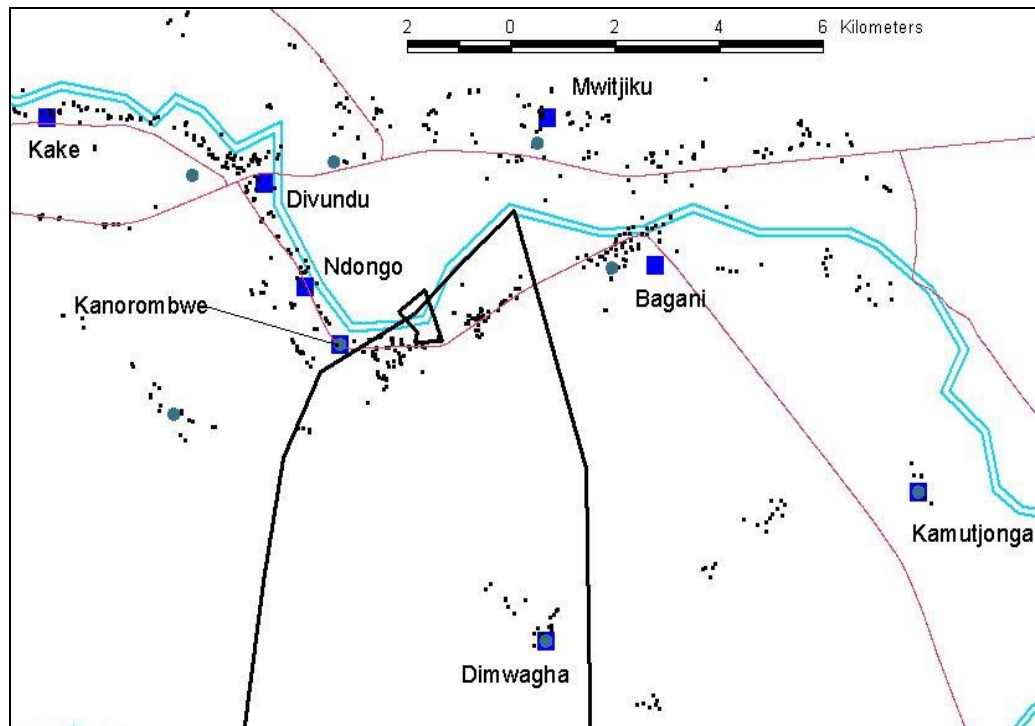 2 0 2 4 6 Kilometers
Mwitjiku
Kake
Divundu
Ndongo
Kanorombwe
Bagani
Kamutjonga
Dimwagha